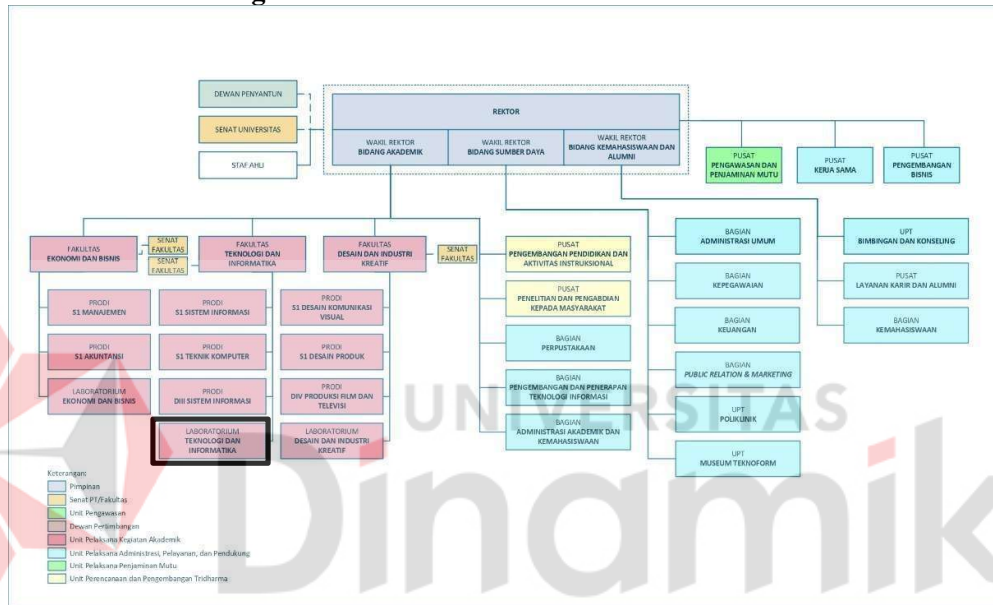 DEWAN PENYANTUN
SENAT UNIVERSITAS
STAF AHLI
REKTOR
WAKIL REKTOR
BIDANG AKADEMIK
WAKIL REKTOR
BIDANG SUMBER DAYA
WAKIL REKTOR
BIDANG KEMAHASISWAAN DAN
ALUMNI
PUSAT
PENGAWASAN DAN
PENJAMINAN MUTU
PUSAT
KERJA SAMA
PUSAT
PENGEMBANGAN
BISNIS
FAKULTAS
EKONOMI DAN BISNIS
SENAT
FAKULTAS
SENAT
FAKULTAS
FAKULTAS
TEKNOLOGI DAN
INFORMATIKA
FAKULTAS
DESAIN DAN INDUSTRI
KREATIF
SENAT
FAKULTAS
PRODI
S1 MANAJEMEN
PRODI
S1 AKUNTANSI
LABORATORIUM
EKONOMI DAN BISNIS
PRODI
S1 SISTEM INFORMASI
PRODI
S1 TEKNIK KOMPUTER
PRODI
DIII SISTEM INFORMASI
LABORATORIUM
TEKNOLOGI DAN
INFORMATIKA
PRODI
S1 DESAIN KOMUNIKASI
VISUAL
PRODI
S1 DESAIN PRODUK
PRODI
DIV PRODUKSI FILM DAN
TELEVISI
LABORATORIUM
DESAIN DAN INDUSTRI
KREATIF
PUSAT
PENGEMBANGAN PENDIDIKAN DAN
AKTIVITAS INSTRUKSIONAL
PUSAT
PENELITIAN DAN PENGABDIAN
KEPADA MASYARAKAT
BAGIAN
PERPUSTAKAAN
BAGIAN
PENGEMBANGAN DAN PENERAPAN
TEKNOLOGI INFORMASI
BAGIAN
ADMINISTRASI AKADEMIK DAN
KEMAHASISWAAN
BAGIAN
ADMINISTRASI UMUM
BAGIAN
KEPEGAWAIAN
BAGIAN
KEUANGAN
BAGIAN
PUBLIC RELATION & MARKETING
UPT
POLIKLINIK
UPT
MUSEUM TEKNOFORM
UPT
BIMBINGAN DAN KONSELING
PUSAT
LAYANAN KARIR DAN ALUMNI
BAGIAN
KEMAHASISWAAN
Keterangan:
Pimpinan
Senat PT/Fakultas
Unit Pengawasan
Dewan Pertimbangan
Unit Pelaksana Kegiatan Akademik
Unit Pelaksana Administrasi, Pelayanan, dan Pendukung
Unit Pelaksana Penjaminan Mutu
Unit Perencanaan dan Pengembangan Tridharma
UNIVERSITAS
Dinamik